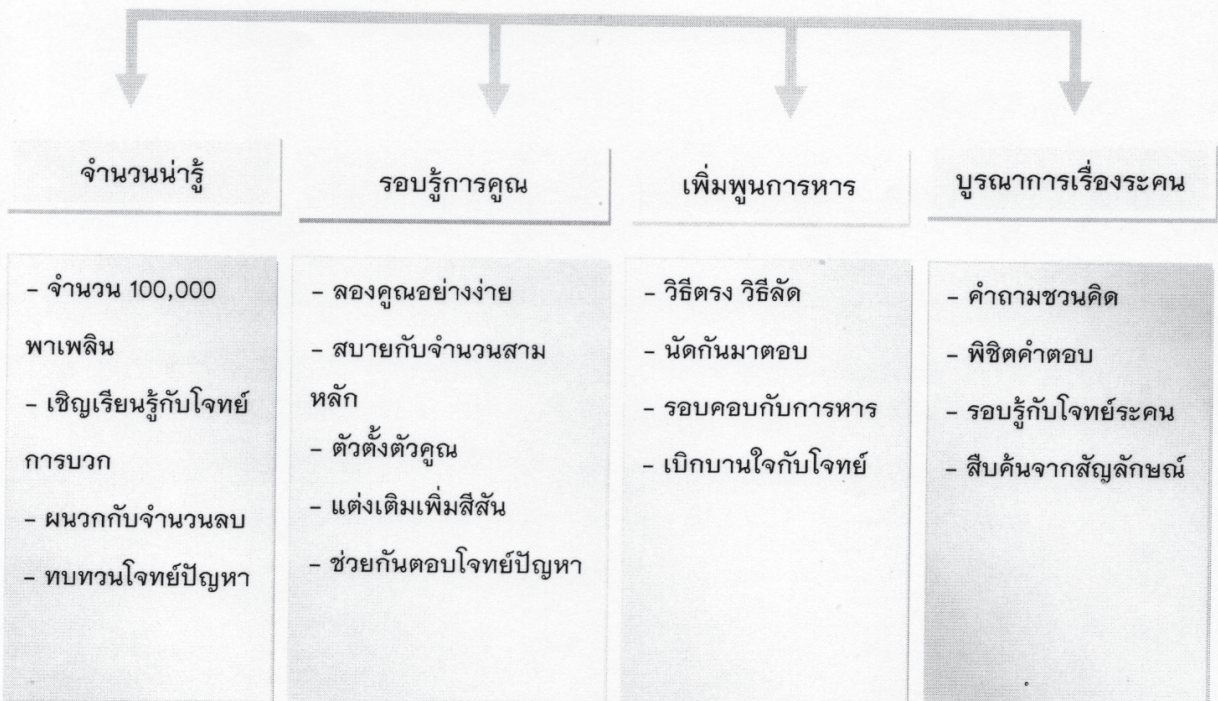 จำนวนน่ารู้
รอบรู้การคูณ
เพิ่มพูนการหาร
บูรณาการเรื่องระคน
– จำนวน 100,000
พาเพลิน
– เชิญเรียนรู้กับโจทย์
การบวก
– ผนวกกับจำนวนลบ
– ทบทวนโจทย์ปัญหา
– ลองคูณอย่างง่าย
– สบายกับจำนวนสาม
หลัก
– ตัวตั้งตัวคูณ
– แต่งเติมเพิ่มสีสัน
– ช่วยกันตอบโจทย์ปัญหา
– วิธีตรง วิธีลัด
– นัดกันมาตอบ
– รอบคอบกับการหาร
– เบิกบานใจกับโจทย์
– คำถามชวนคิด
– พิชิตคำตอบ
– รอบรู้กับโจทย์ระคน
– สืบค้นจากสัญลักษณ์